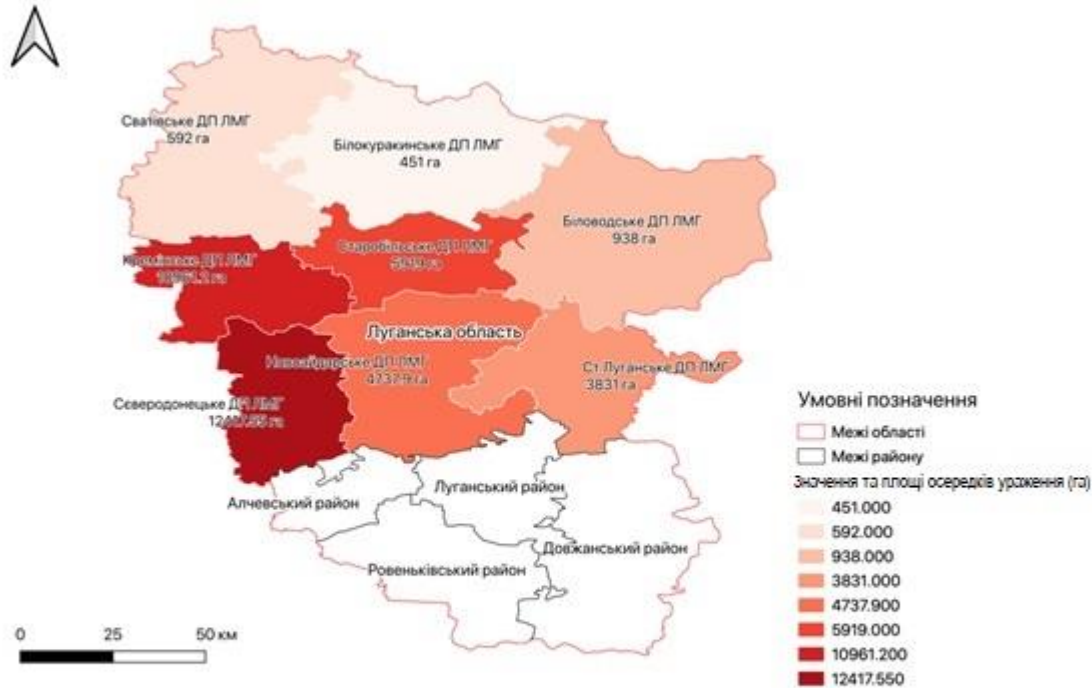 Сватівське ДП ЛМГ
592 га
Білокуракинське ДП ЛМГ
451 га
Біловодське ДП ЛМГ
938 га
Старобільське ДП ЛМГ
5919 га
Кремінське ДП ЛМГ
10961.2 га
Луганська область
Новоайдарське ДП ЛМГ
4737.9 га
Ст.Луганське ДП ЛМГ
3831 га
Сєверодонецьке ДП ЛМГ
12417.55 га
Алчевський район
Луганський район
Довжанський район
Ровеньківський район
0 25 50 км
Умовні позначення
Межі області
Межі району
Значення та площі осередків ураження (га)
451.000
592.000
938.000
3831.000
4737.900
5919.000
10961.200
12417.550